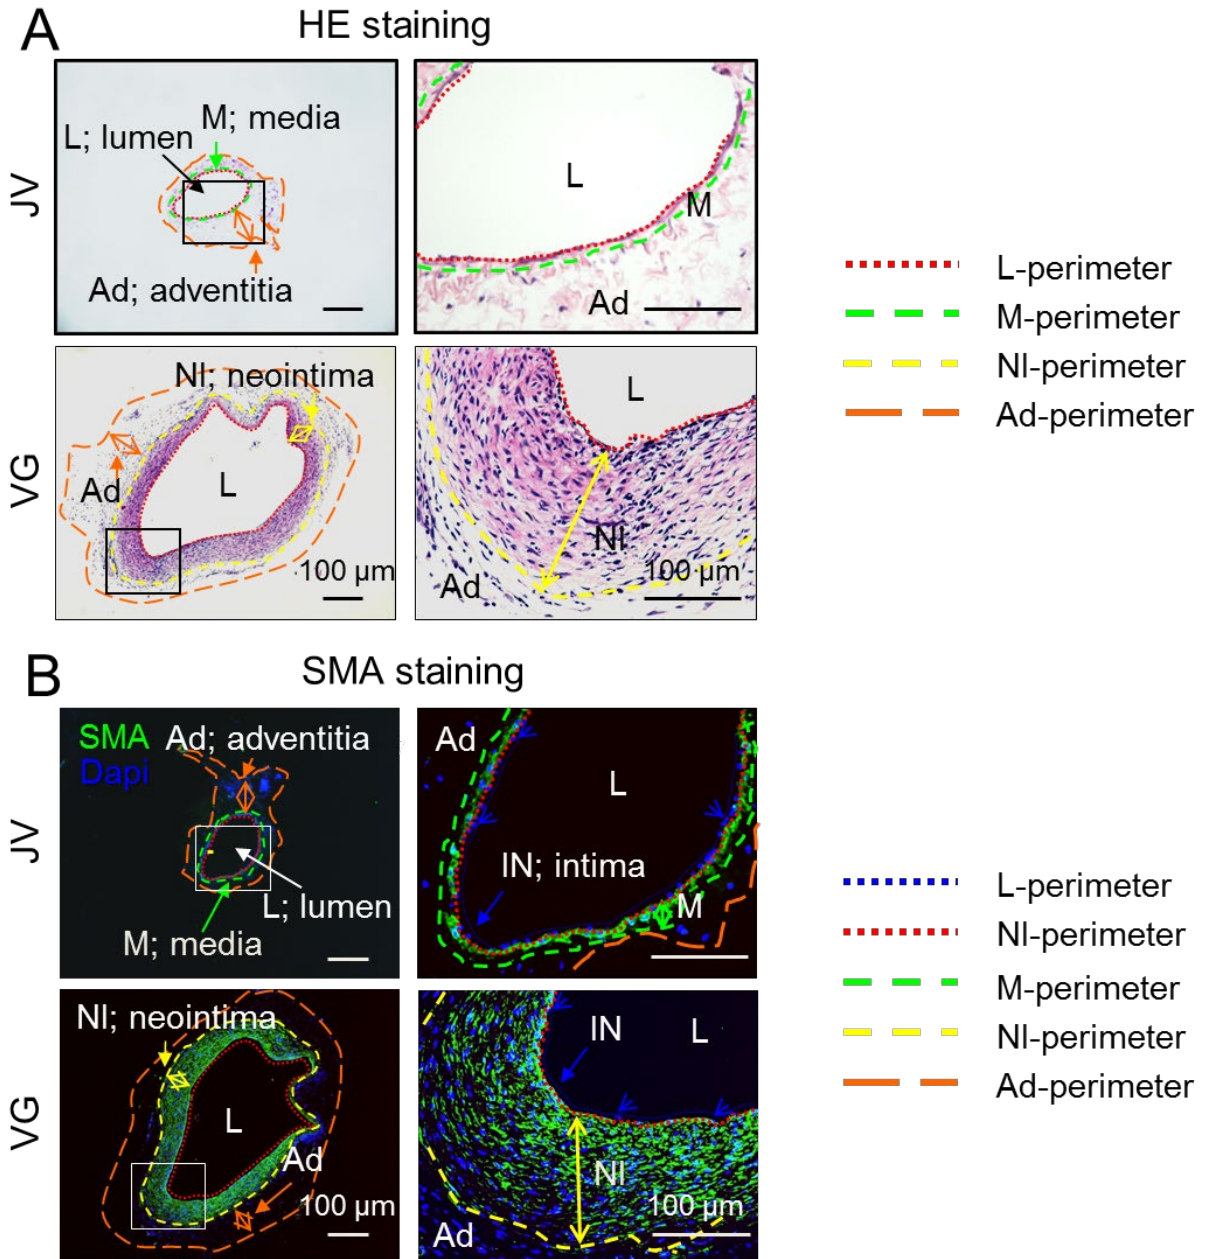 A
HE staining
JV
M; media
L; lumen
Ad; adventitia
L
M
Ad
VG
NI; neointima
Ad
L
100 µm
L
NI
Ad
100 µm
L-perimeter
M-perimeter
NI-perimeter
Ad-perimeter
B
SMA staining
JV
SMA
Dapi
Ad; adventitia
L; lumen
M; media
Ad
L
IN; intima
M
VG
NI; neointima
L
Ad
100 µm
IN
L
NI
Ad
100 µm
L-perimeter
NI-perimeter
M-perimeter
NI-perimeter
Ad-perimeter